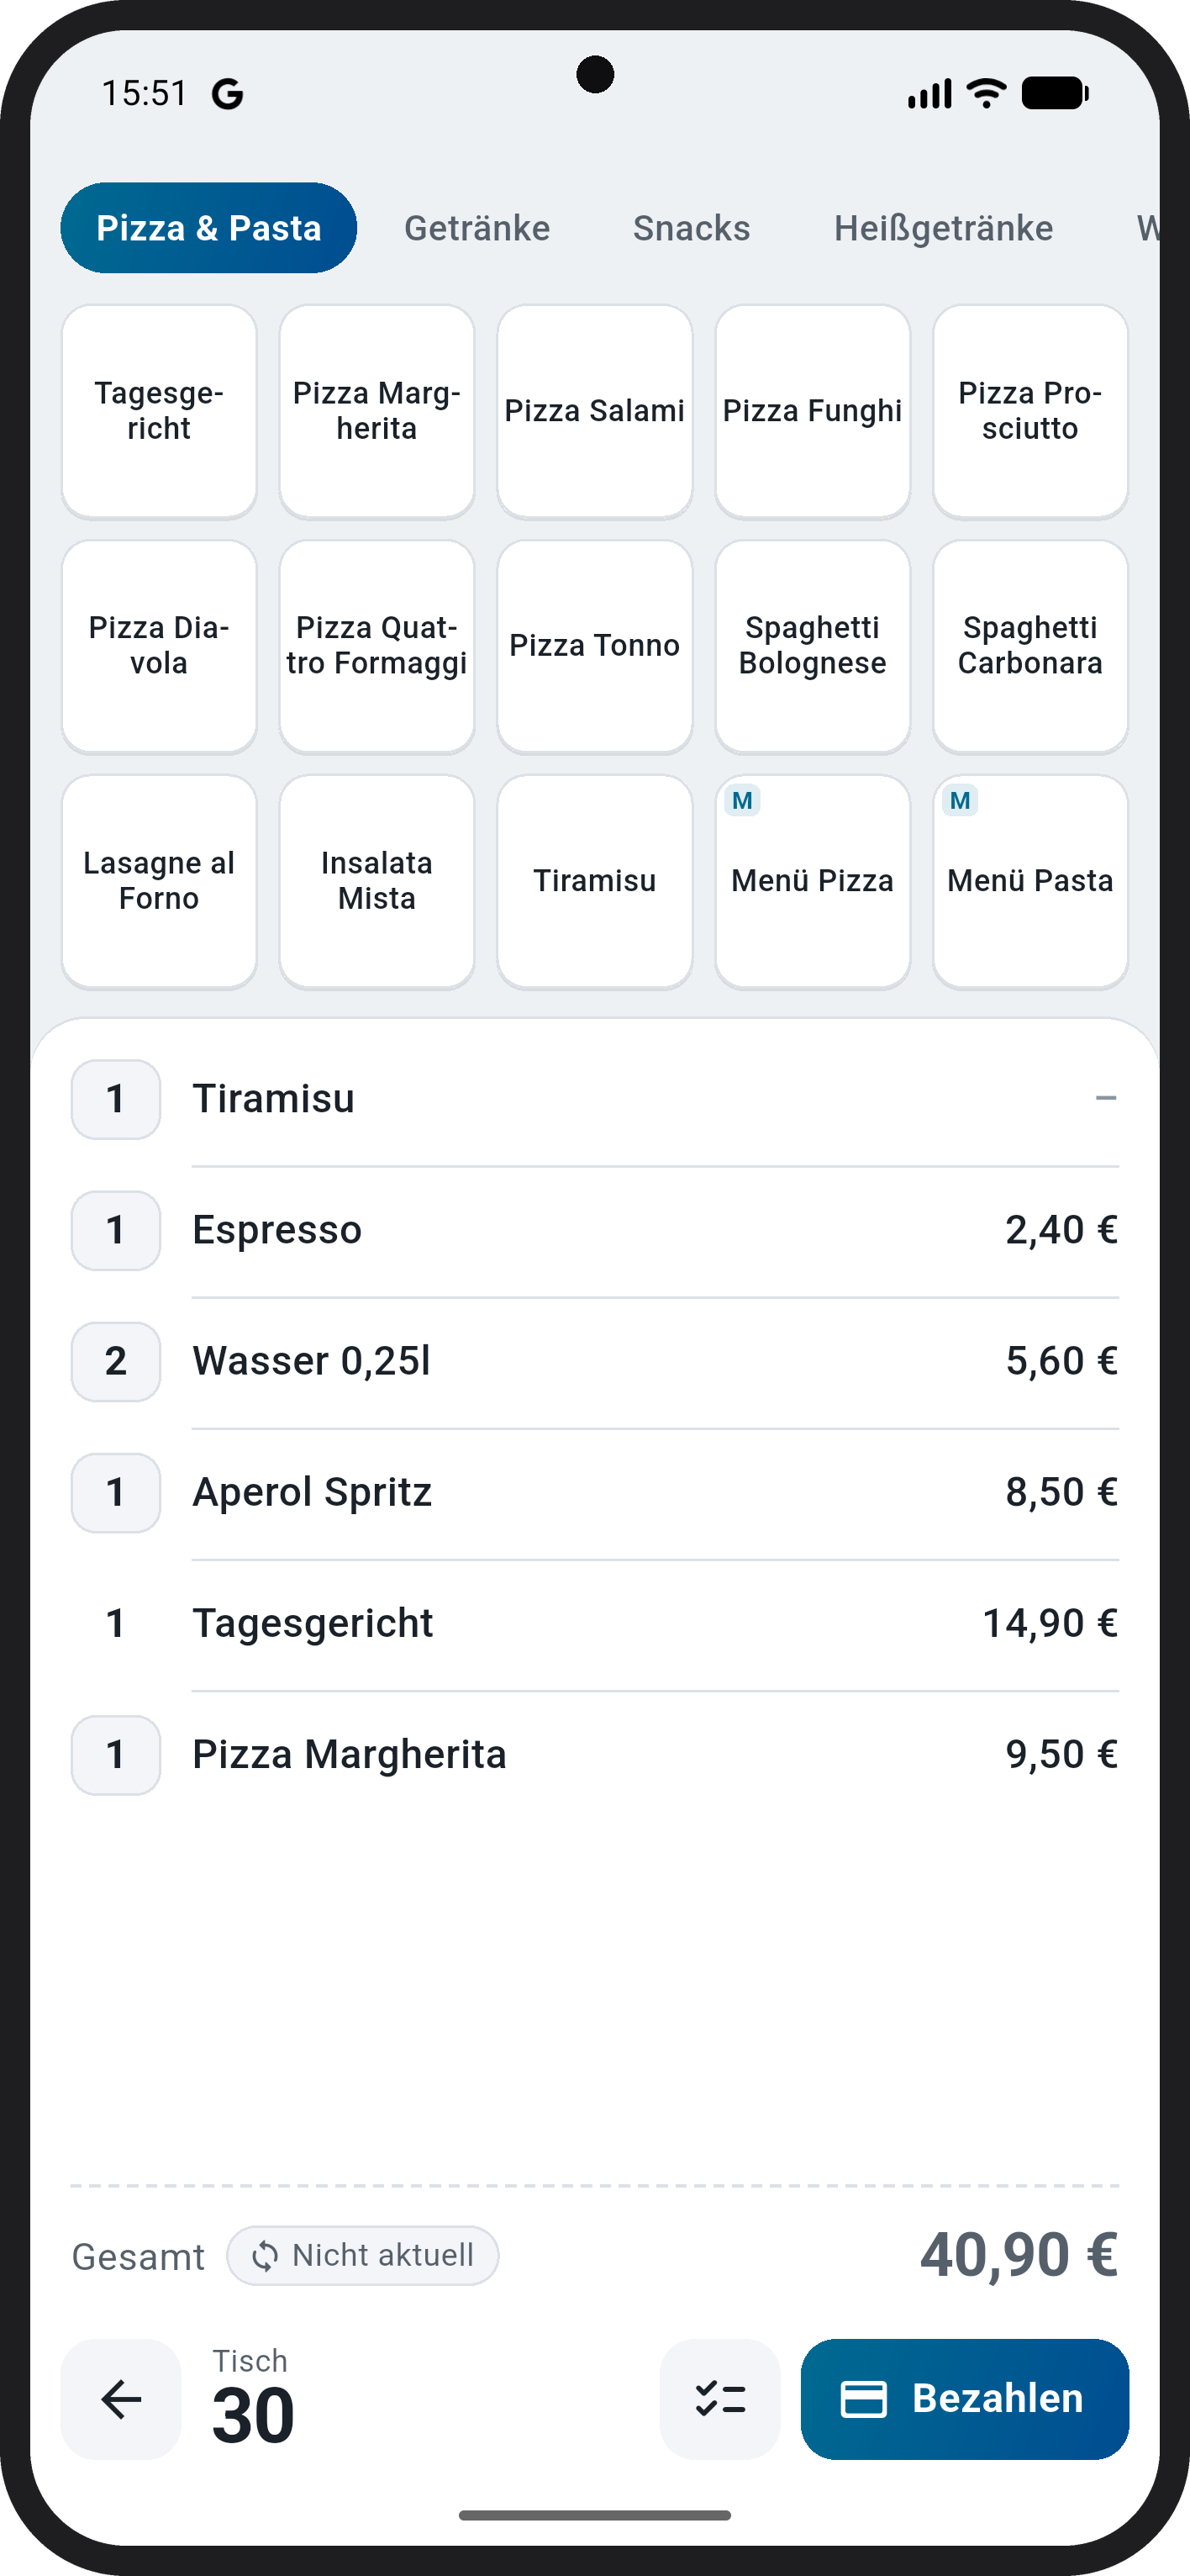 15:51
Pizza & Pasta Getränke Snacks Heißgetränke
Tagesge-
richt
Pizza Marg-
herita
Pizza Salami
Pizza Funghi
Pizza Pro-
sciutto
Pizza Dia-
vola
Pizza Quat-
tro Formaggi
Pizza Tonno
Spaghetti
Bolognese
Spaghetti
Carbonara
Lasagne al
Forno
Insalata
Mista
Tiramisu
M
Menü Pizza
M
Menü Pasta
1 Tiramisu –
1 Espresso 2,40 €
2 Wasser 0,25l 5,60 €
1 Aperol Spritz 8,50 €
1 Tagesgericht 14,90 €
1 Pizza Margherita 9,50 €
Gesamt Nicht aktuell 40,90 €
Tisch
30
Bezahlen